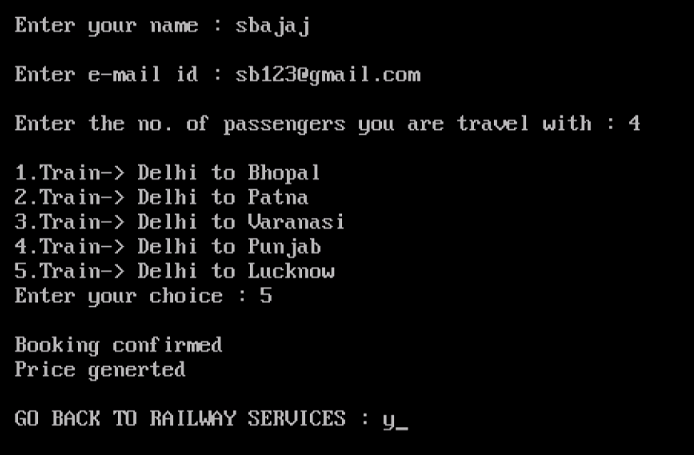 Enter your name : sbajaj
Enter e-mail id : sb123@gmail.com
Enter the no. of passengers you are travel with : 4
1.Train-> Delhi to Bhopal
2.Train-> Delhi to Patna
3.Train-> Delhi to Varanasi
4.Train-> Delhi to Punjab
5.Train-> Delhi to Lucknow
Enter your choice : 5
Booking confirmed
Price generted
GO BACK TO RAILWAY SERVICES : y_